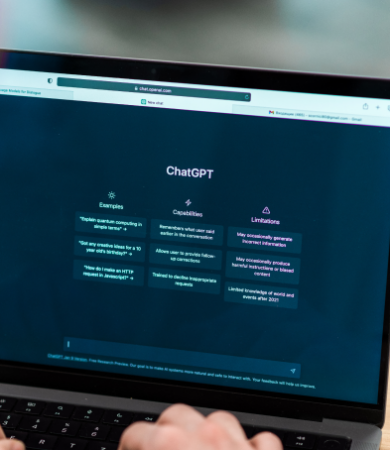 chat.openai.com
New chat
ChatGPT
Examples
"Explain quantum computing in
simple terms" →
"Got any creative ideas for a 10
year old's birthday?" →
"How do I make an HTTP
request in Javascript?" →
Capabilities
Remembers what user said
earlier in the conversation
Allows user to provide follow-
up corrections
Trained to decline inappropriate
requests
Limitations
May occasionally generate
incorrect information
May occasionally produce
harmful instructions or biased
content
Limited knowledge of world and
events after 2021
Free Research Preview. Our goal is to make AI systems more natural and safe to interact with. Your feedback will help us improve.